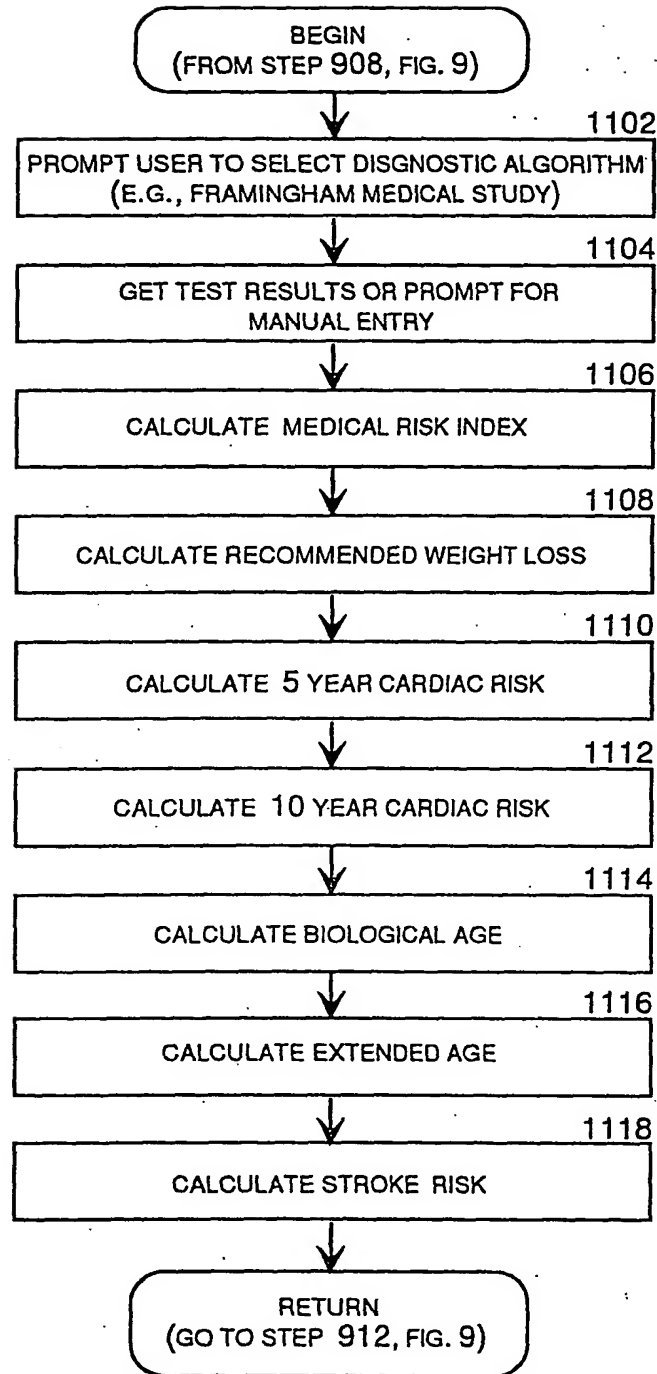 BEGIN
(FROM STEP 908, FIG. 9)
1102
PROMPT USER TO SELECT DISGNOSTIC ALGORITHM
(E.G., FRAMINGHAM MEDICAL STUDY)
1104
GET TEST RESULTS OR PROMPT FOR
MANUAL ENTRY
1106
CALCULATE MEDICAL RISK INDEX
1108
CALCULATE RECOMMENDED WEIGHT LOSS
1110
CALCULATE 5 YEAR CARDIAC RISK
1112
CALCULATE 10 YEAR CARDIAC RISK
1114
CALCULATE BIOLOGICAL AGE
1116
CALCULATE EXTENDED AGE
1118
CALCULATE STROKE RISK
RETURN
(GO TO STEP 912, FIG. 9)